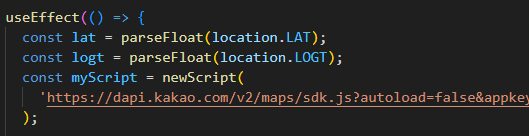 useEffect(() => {
const lat = parseFloat(location.LAT);
const logt = parseFloat(location.LOGT);
const myScript = newScript(
'https://dapi.kakao.com/v2/maps/sdk.js?autoload=false&appkey
);